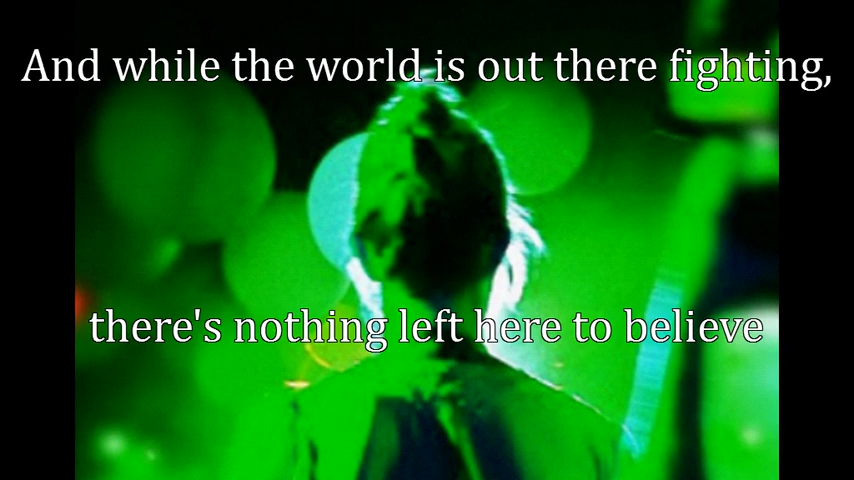 And while the world is out there fighting,
there's nothing left here to believe